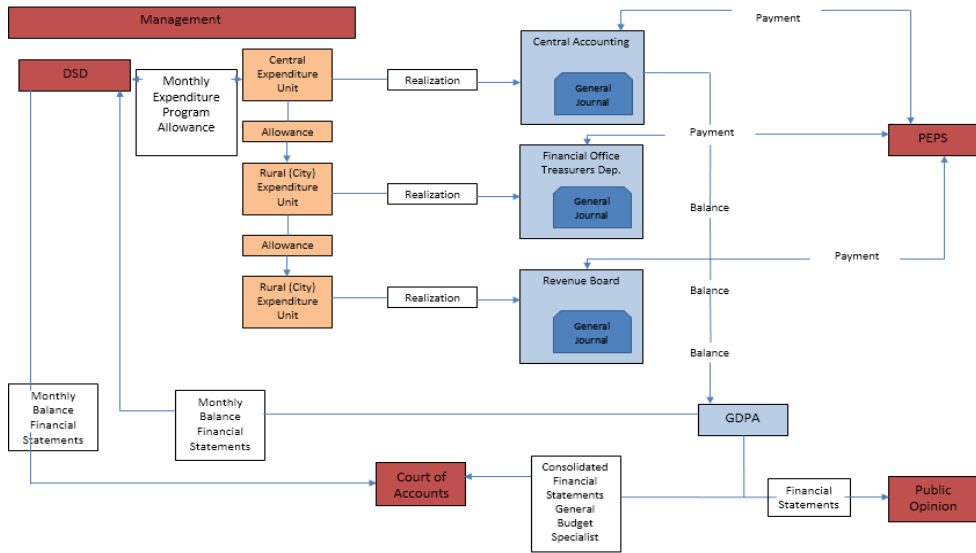 Management
Payment
Central Accounting
DSD
Monthly
Expenditure
Program
Allowance
Central
Expenditure
Unit
Realization
General
Journal
Allowance
Payment
PEPS
Rural (City)
Expenditure
Unit
Realization
Financial Office
Treasurers Dep.
General
Journal
Balance
Allowance
Payment
Rural (City)
Expenditure
Unit
Realization
Revenue Board
General
Journal
Balance
Balance
Monthly
Balance
Financial
Statements
Monthly
Balance
Financial
Statements
GDPA
Court of
Accounts
Consolidated
Financial
Statements
General
Budget
Specialist
Financial
Statements
Public
Opinion